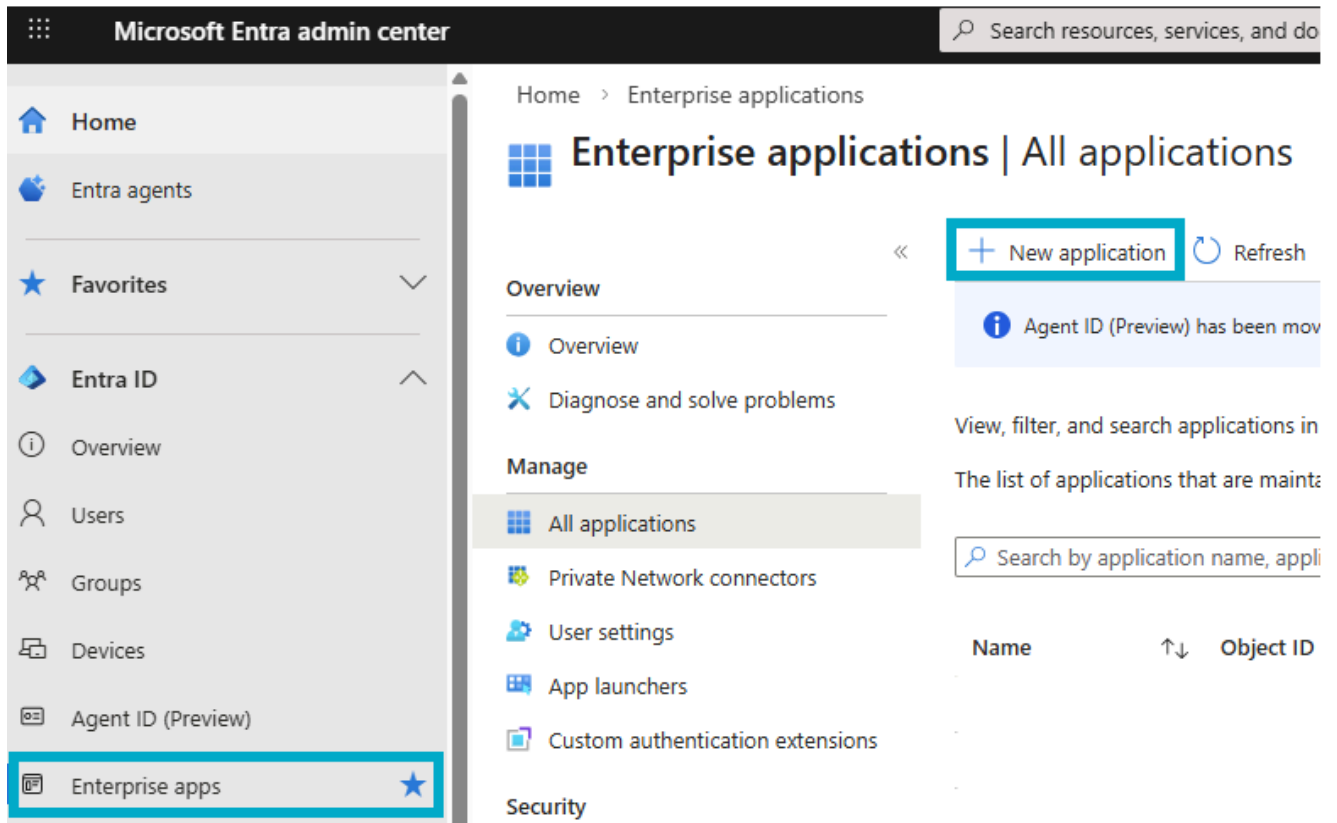 Microsoft Entra admin center
Search resources, services, and do
Home
Entra agents
Favorites
Entra ID
Overview
Users
Groups
Devices
Agent ID (Preview)
Enterprise apps
Home > Enterprise applications
Enterprise applications | All applications
«
Overview
Overview
Diagnose and solve problems
Manage
All applications
Private Network connectors
User settings
App launchers
Custom authentication extensions
Security
+ New application Refresh
Agent ID (Preview) has been mov
View, filter, and search applications in
The list of applications that are mainta
Search by application name, appli
Name ↑↓ Object ID